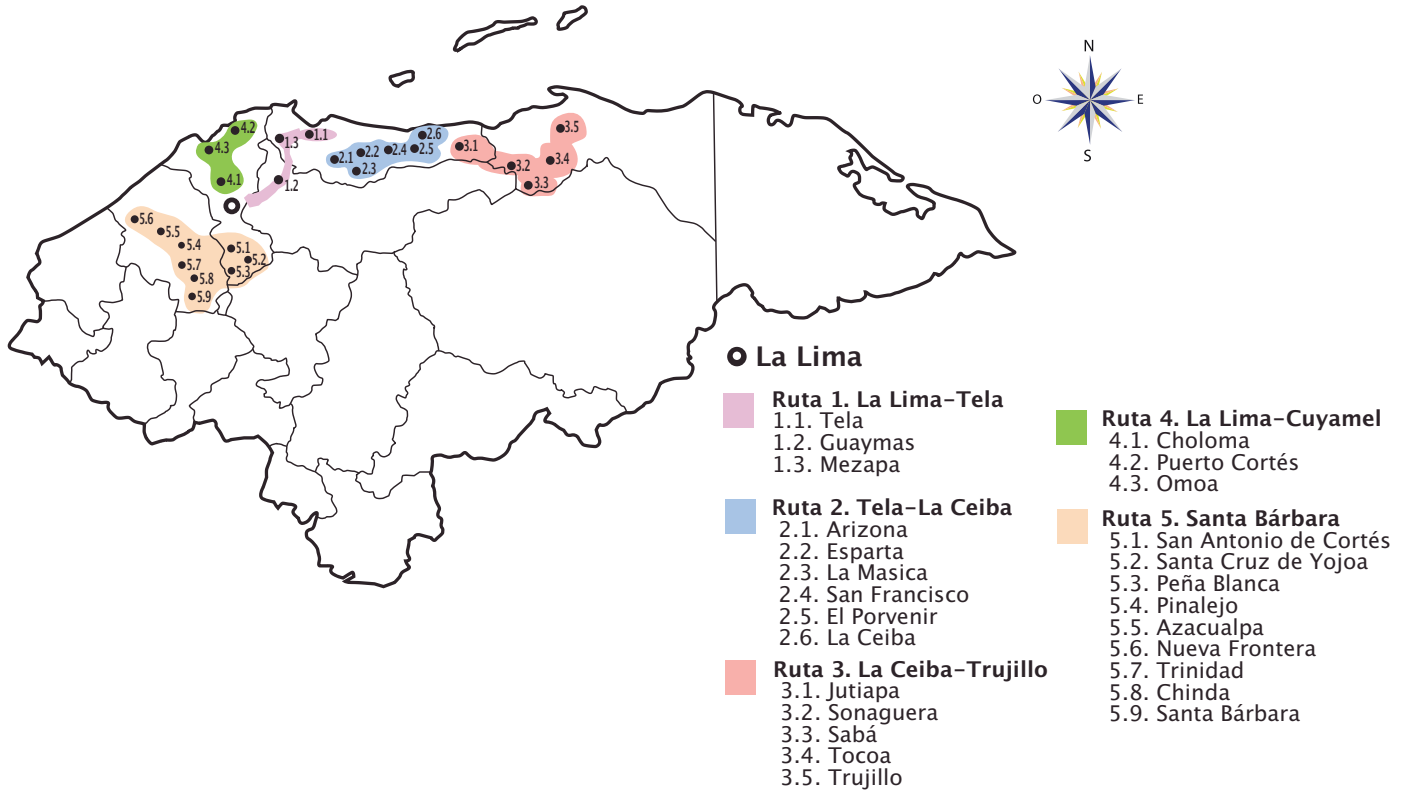 N
O
E
S
4.2
4.3
4.1
1.3
1.1
1.2
2.6
2.1
2.2
2.4
2.5
2.3
3.1
3.5
3.2
3.4
3.3
5.6
5.5
5.4
5.1
5.2
5.7
5.3
5.8
5.9
La Lima
Ruta 1. La Lima–Tela
1.1. Tela
1.2. Guaymas
1.3. Mezapa
Ruta 2. Tela–La Ceiba
2.1. Arizona
2.2. Esparta
2.3. La Masica
2.4. San Francisco
2.5. El Porvenir
2.6. La Ceiba
Ruta 3. La Ceiba–Trujillo
3.1. Jutiapa
3.2. Sonaguera
3.3. Sabá
3.4. Tocoa
3.5. Trujillo
Ruta 4. La Lima–Cuyamel
4.1. Choloma
4.2. Puerto Cortés
4.3. Omoa
Ruta 5. Santa Bárbara
5.1. San Antonio de Cortés
5.2. Santa Cruz de Yojoa
5.3. Peña Blanca
5.4. Pinalejo
5.5. Azacualpa
5.6. Nueva Frontera
5.7. Trinidad
5.8. Chinda
5.9. Santa Bárbara